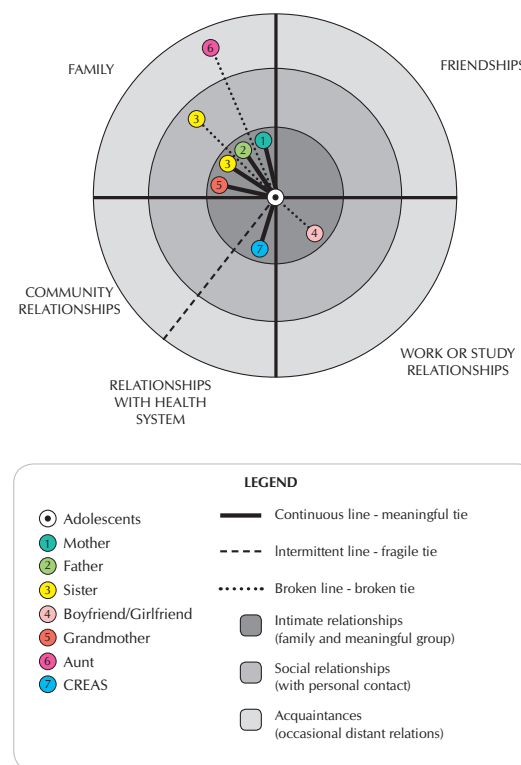 FAMILY
FRIENDSHIPS
6
3
1
2
3
5
4
7
COMMUNITY
RELATIONSHIPS
RELATIONSHIPS
WITH HEALTH
SYSTEM
WORK OR STUDY
RELATIONSHIPS
LEGEND
Adolescents
1 Mother
2 Father
3 Sister
4 Boyfriend/Girlfriend
5 Grandmother
6 Aunt
7 CREAS
Continuous line - meaningful tie
Intermittent line - fragile tie
Broken line - broken tie
Intimate relationships
(family and meaningful group)
Social relationships
(with personal contact)
Acquaintances
(occasional distant relations)